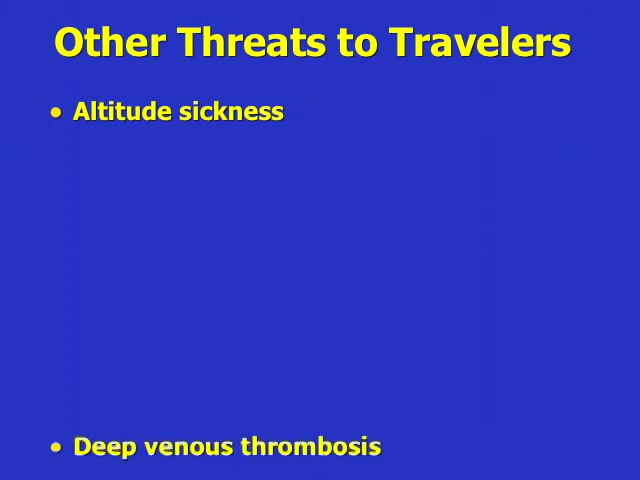 Other Threats to Travelers
• Altitude sickness
• Deep venous thrombosis